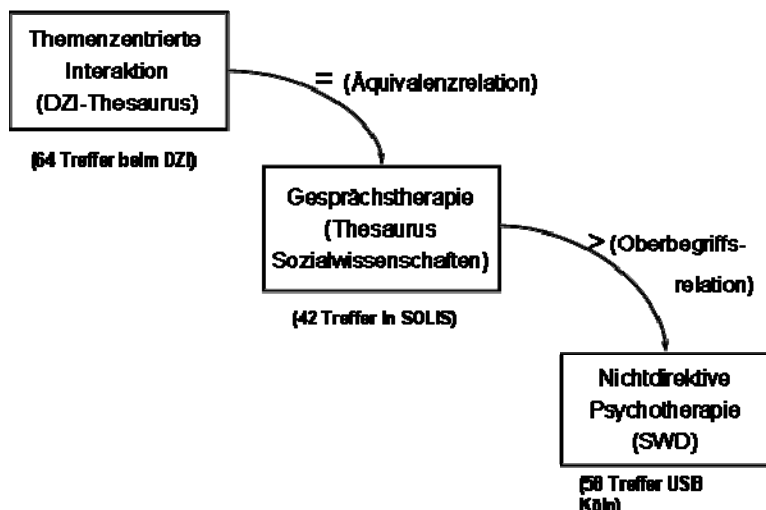 Themenzentrierte
Interaktion
(DZI-Thesaurus)
= (Äquivalenzrelation)
(64 Treffer beim DZI)
Gesprächstherapie
(Thesaurus
Sozialwissenschaften)
> (Oberbegriffs-
relation)
(42 Treffer in SOLIS)
Nichtdirektive
Psychotherapie
(SWD)
Treffer USB
Köln)